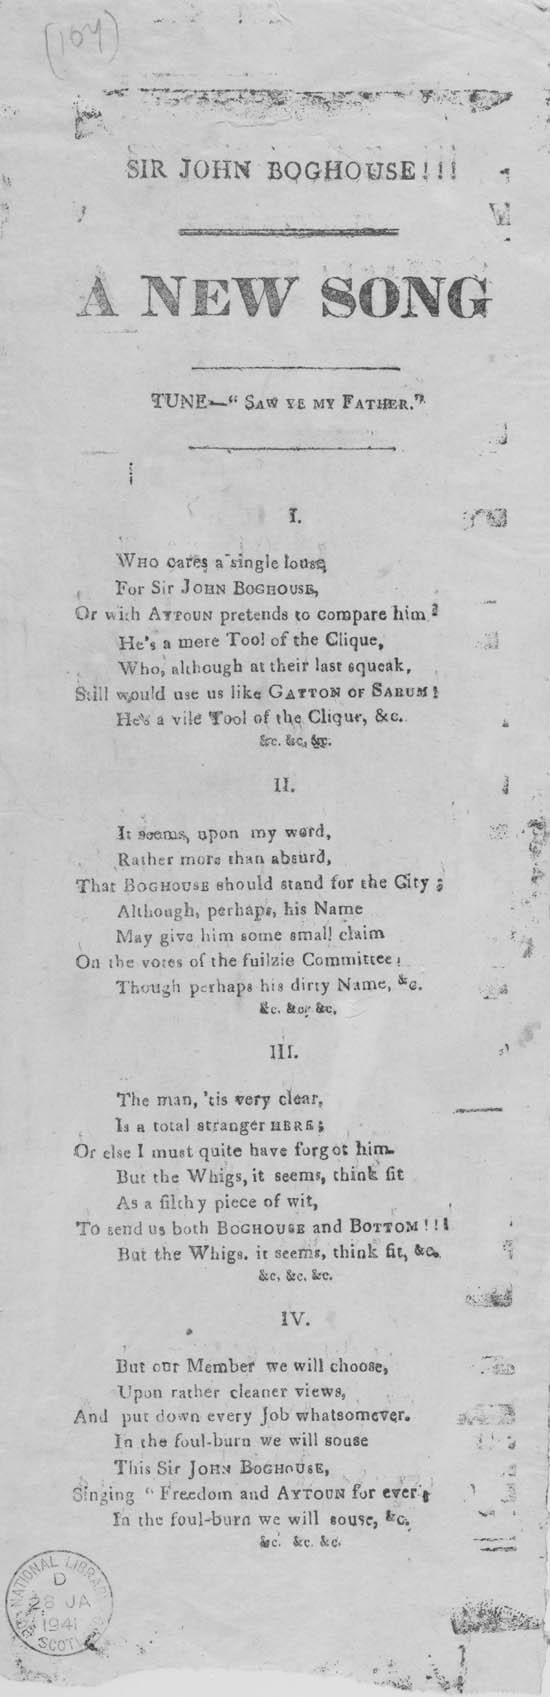 (107)
SIR JOHN BOGHOUSE!!!
A NEW SONG
TUNE—" SAW YE MY FATHER."
I.
WHO cares a single louse,
For Sir JOHN BOGHOUSE,
Or with AYTOUN pretends to compare him?
He's a mere Tool of the Clique,
Who, although at their last squeak,
Still would use us like GATTON OF SARUM!
He's a vile Tool of the Clique, &c.
&c. &c, &c.
II.
It seems, upon my word,
Rather more than absurd,
That BOGHOUSE should stand for the City;
Although, perhaps, his Name
May give him some small claim
On the votes of the fuilzie Committee!
Though perhaps his dirty Name, &c.
&c. &c, &c,
III.
The man, 'tis very clear,
Is a total stranger HERE;
Or else I must quite have forgot him.
But the Whigs, it seems, think fit
As a filthy piece of wit,
To send us both BOGHOUSE and BOTTOM!!!
But the Whigs. it seems, think fit, &c.
&c, &c. &c.
IV.
But our Member we will choose,
Upon rather cleaner views,
And put down every Job whatsomever.
In the foul-burn we will souse
This Sir JOHN BOGHOUSE,
Singing " Freedom and AYTOUN for ever;
In the foul-burn we will souse, &c.
&c. &c. &c.
NATIONAL LIBRARY
D
28 JA
1941
SCOT